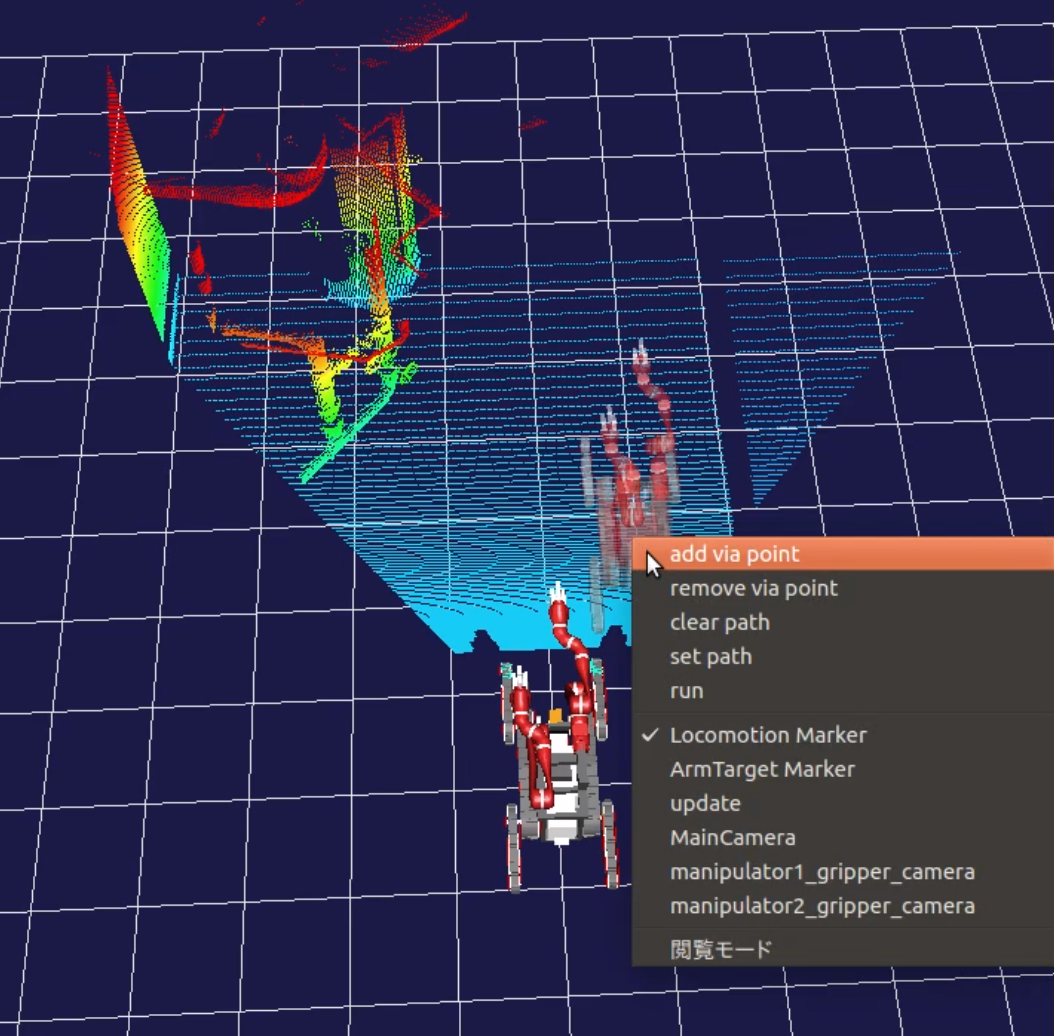 add via point
remove via point
clear path
set path
run
Locomotion Marker
ArmTarget Marker
update
MainCamera
manipulator1_gripper_camera
manipulator2_gripper_camera
閲覧モード